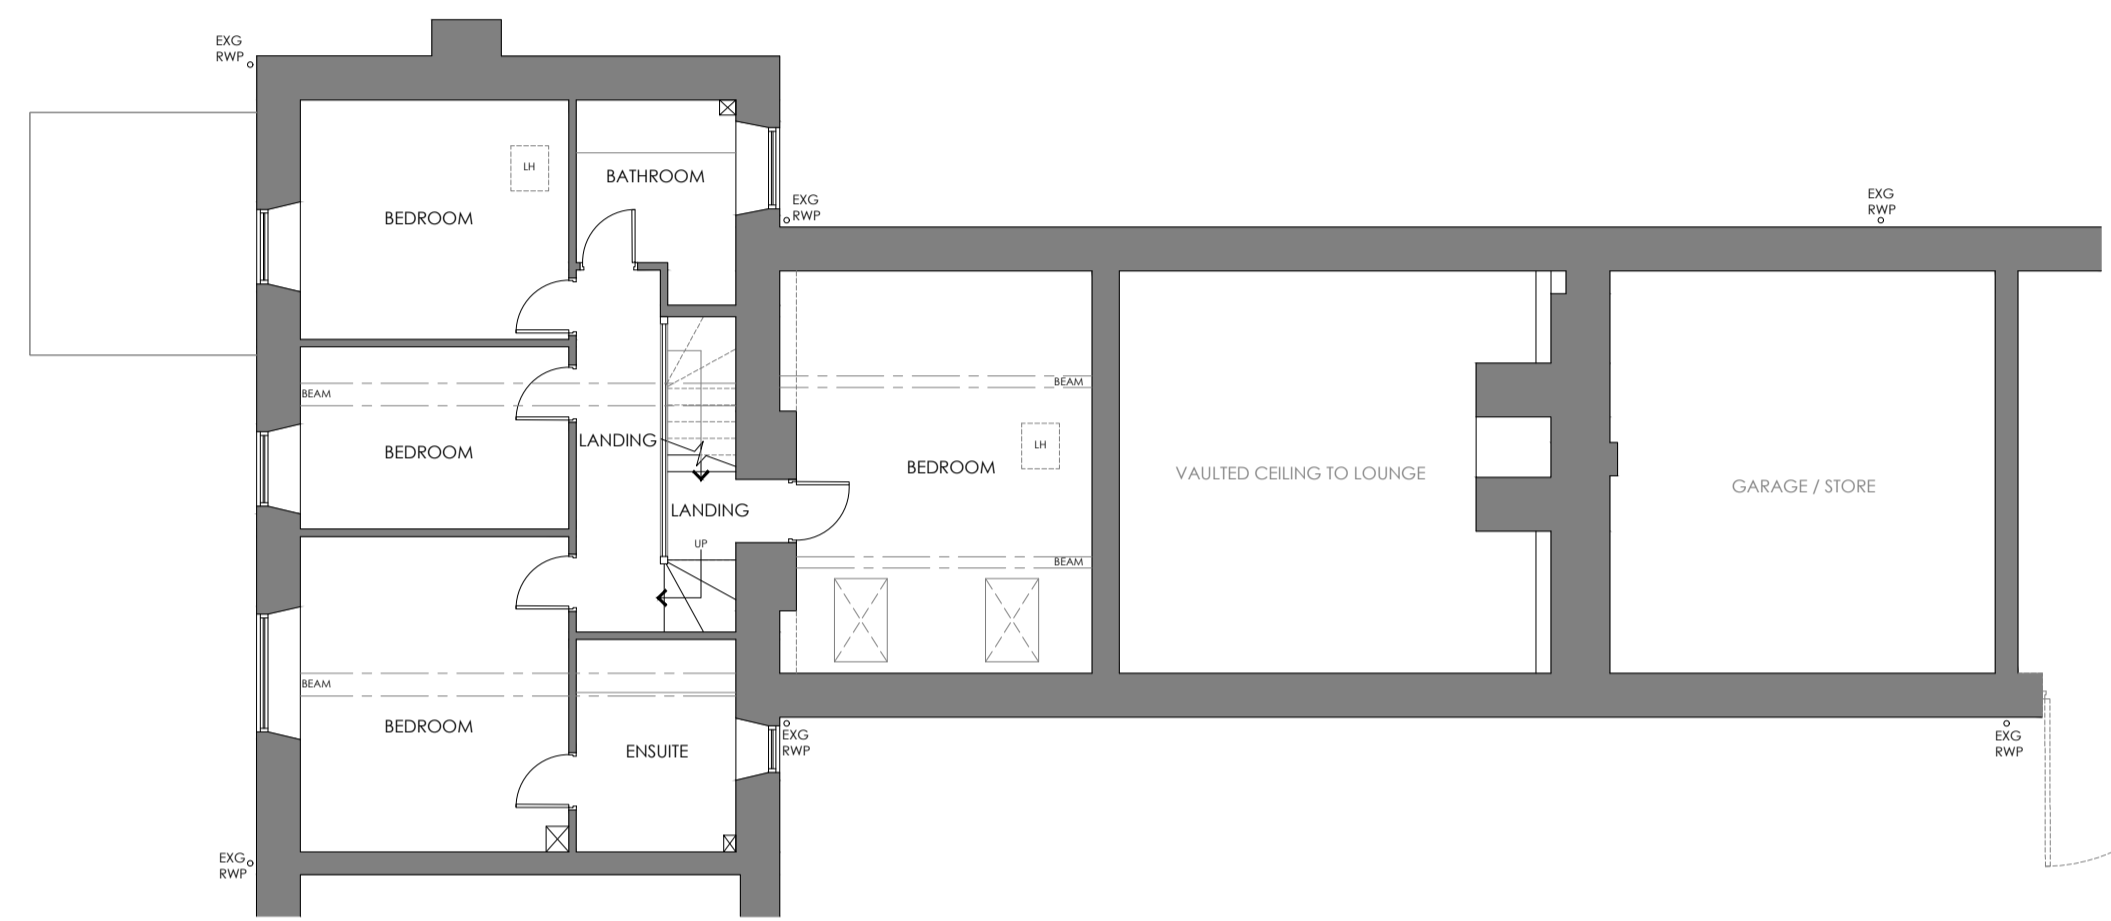 EXG
RWP
LH
BATHROOM
BEDROOM
EXG
RWP
EXG
RWP
BEAM
BEAM
LANDING
BEDROOM
LH
BEDROOM
VAULTED CEILING TO LOUNGE
GARAGE / STORE
LANDING
UP
BEAM
BEAM
BEDROOM
ENSUITE
EXG
RWP
EXG
RWP
EXG
RWP